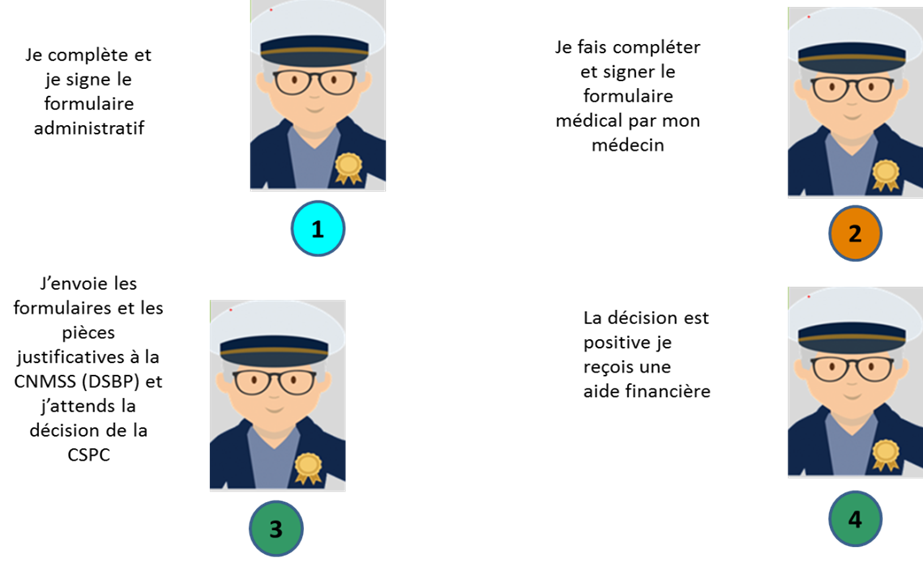 Je complète et
je signe le
formulaire
administratif
1
Je fais compléter
et signer le
formulaire
médical par mon
médecin
2
J’envoie les
formulaires et les
pièces
justificatives à la
CNMSS (DSBP) et
j’attends la
décision de la
CSPC
3
La décision est
positive je
reçois une
aide financière
4